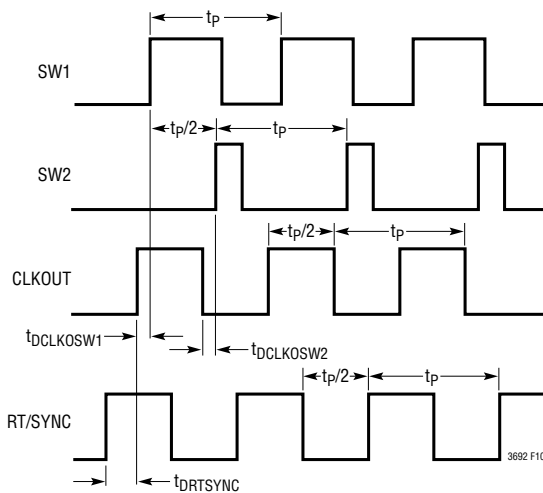 tP
SW1
tP/2
tP
SW2
tP/2
tP
CLKOUT
tDCLKOSW1
tDCLKOSW2
tP/2
tP
RT/SYNC
3692 F10
tDRTSYNC